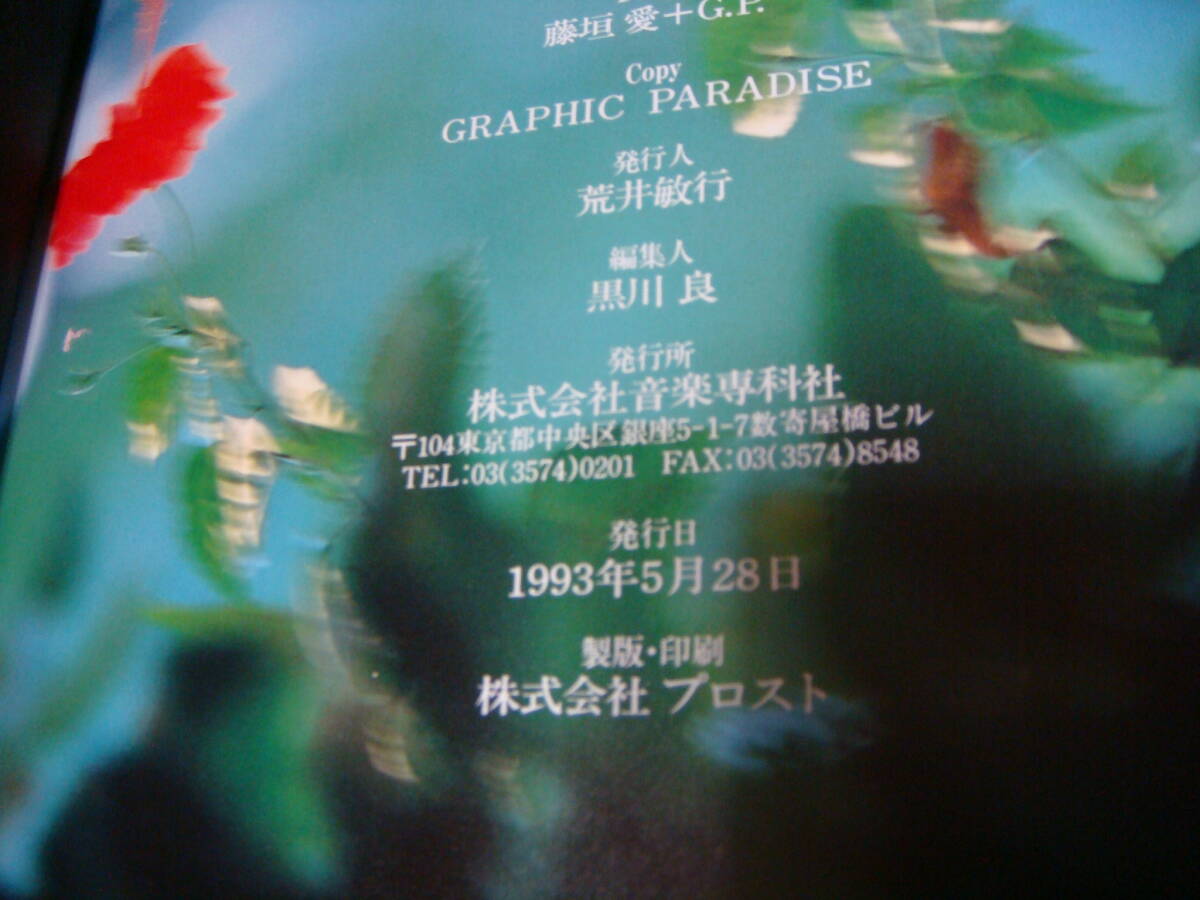 藤垣 愛+G.P.
Copy
GRAPHIC PARADISE
発行人
荒井敏行
編集人
黒川 良
発行所
株式会社音楽専科社
〒104東京都中央区銀座5-1-7数寄屋橋ビル
TEL:03(3574)0201 FAX:03(3574)8548
発行日
1993年5月28日
製版・印刷
株式会社 プロスト